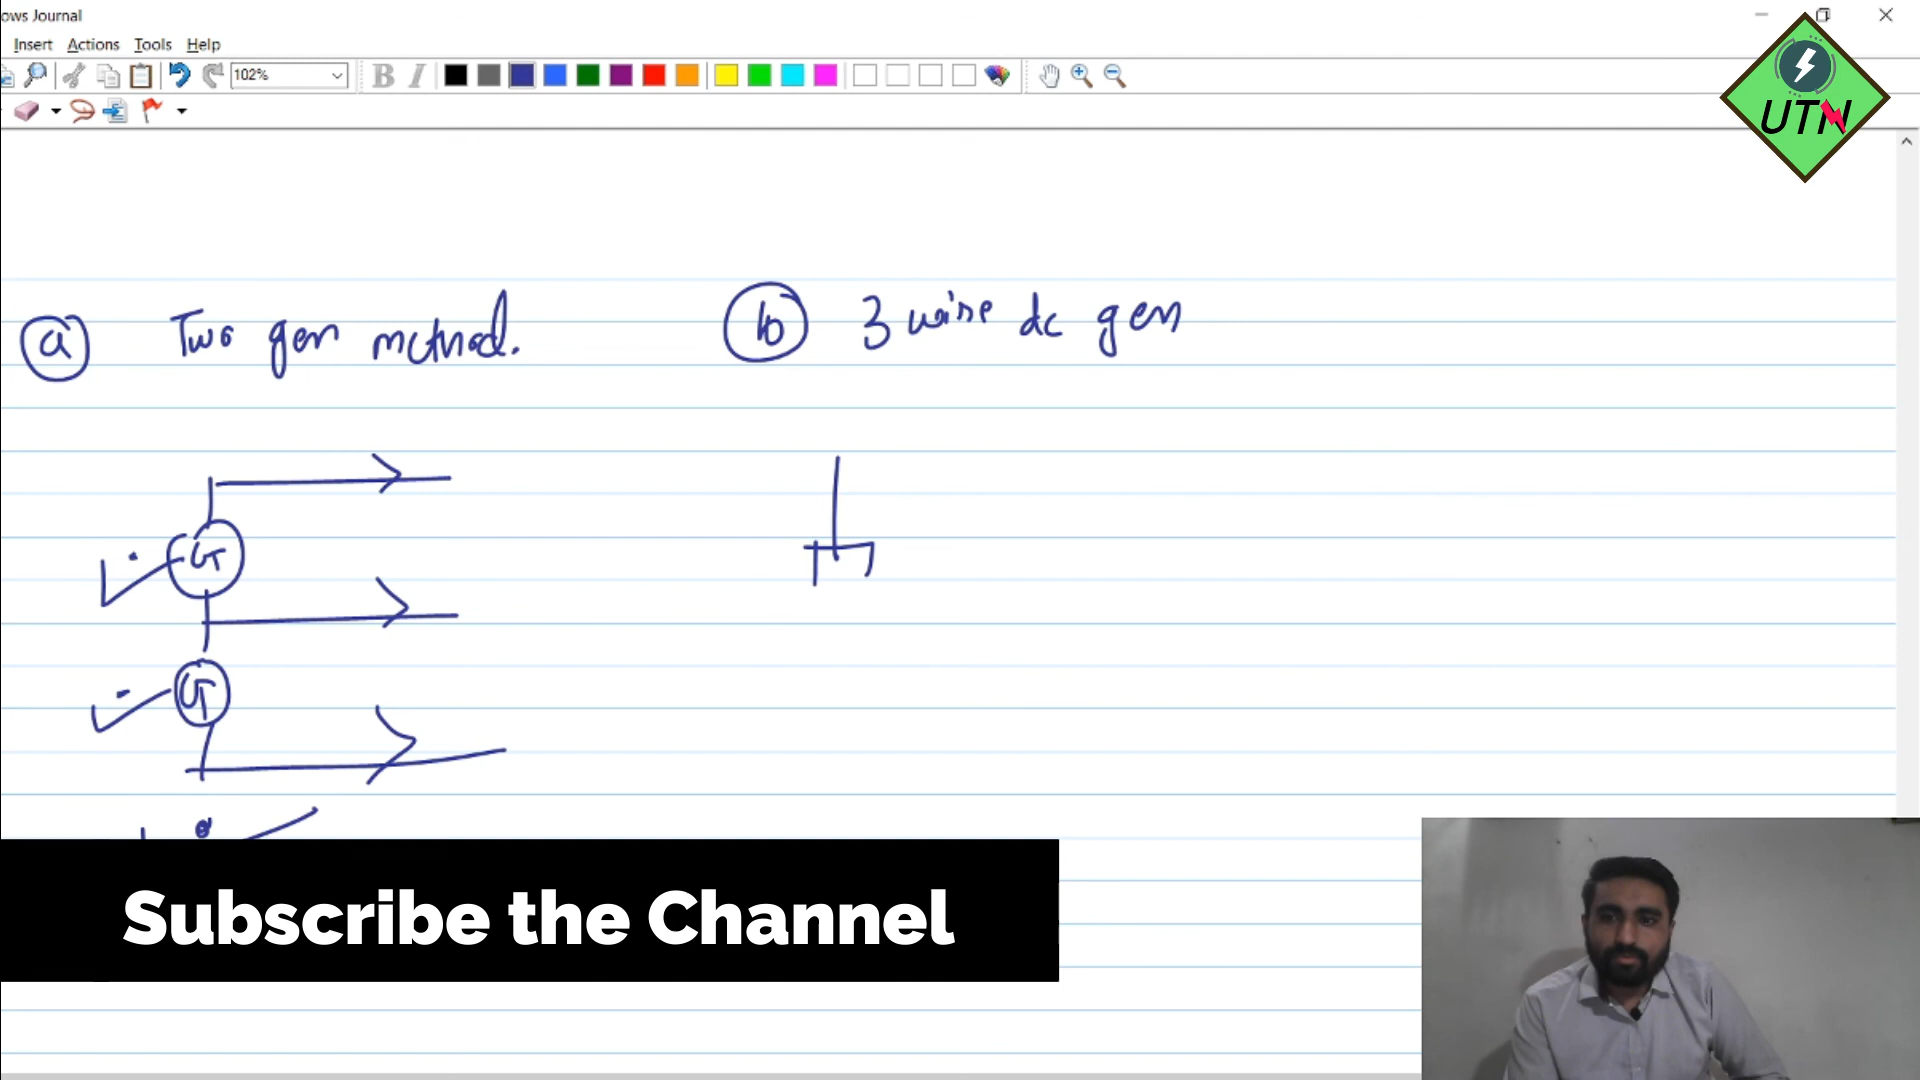 ows Journal
Insert Actions Tools Help
102%
B I
UTN
a Two gen method. b 3 wire dc gen
G
G
Subscribe the Channel